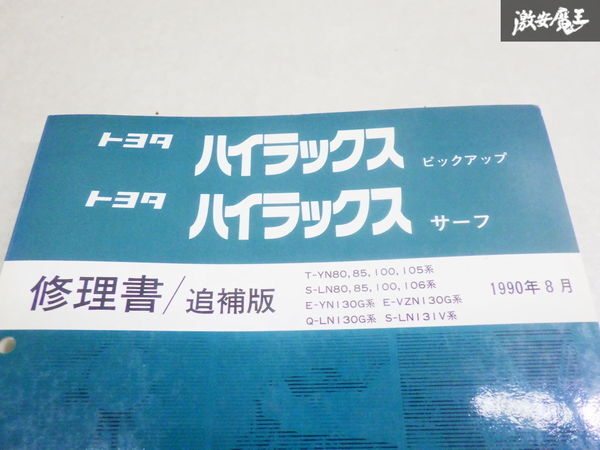 激安魔王
トヨタ ハイラックス ピックアップ
トヨタ ハイラックス サーフ
修理書/追補版
T-YN80,85,100,105系
S-LN80,85,100,106系
E-YN130G系 E-VZN130G系
Q-LN130G系 S-LN131V系
1990年8月